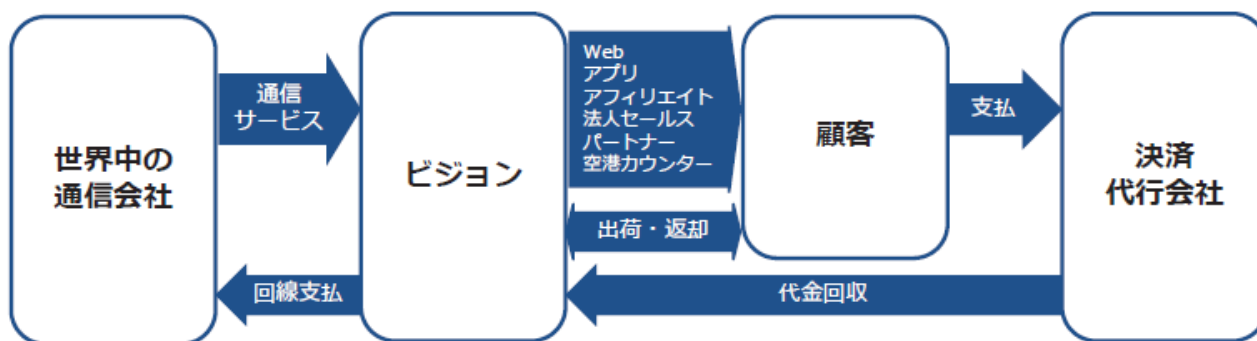 世界中の
通信会社
通信
サービス
回線支払
ビジョン
Web
アプリ
アフィリエイト
法人セールス
パートナー
空港カウンター
出荷・返却
顧客
支払
代金回収
決済
代行会社